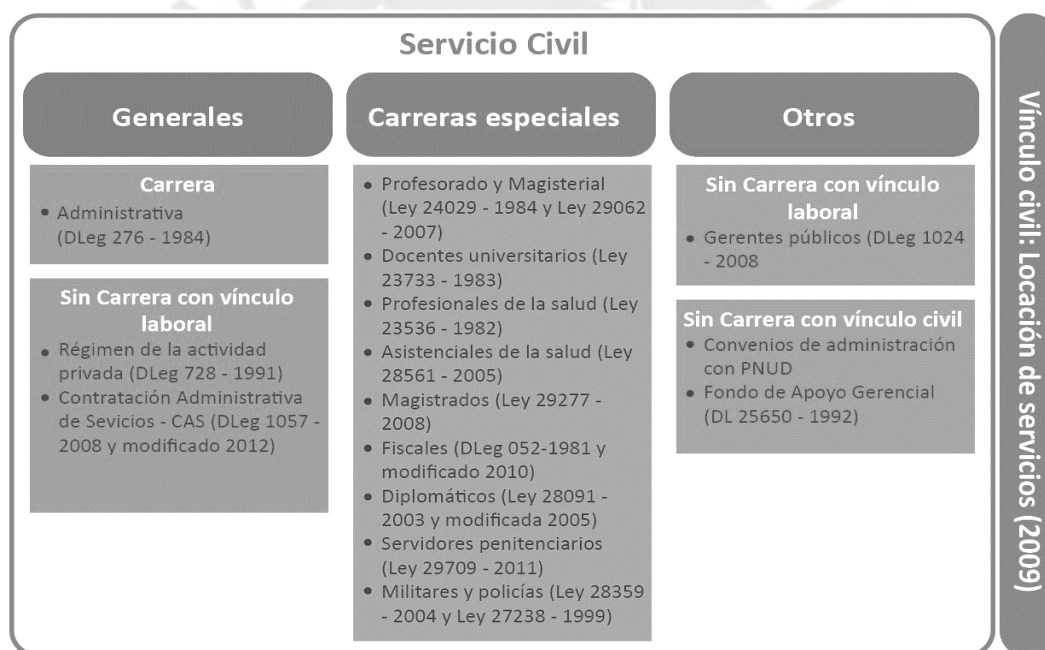 Servicio Civil
Generales
Carrera
• Administrativa
(DLeg 276 - 1984)
Sin Carrera con vínculo
laboral
• Régimen de la actividad
privada (DLeg 728 - 1991)
• Contratación Administrativa
de Sevicios - CAS (DLeg 1057 -
2008 y modificado 2012)
Carreras especiales
• Profesorado y Magisterial
(Ley 24029 - 1984 y Ley 29062
- 2007)
• Docentes universitarios (Ley
23733 - 1983)
• Profesionales de la salud (Ley
23536 - 1982)
• Asistenciales de la salud (Ley
28561 - 2005)
• Magistrados (Ley 29277 -
2008)
• Fiscales (DLeg 052-1981 y
modificado 2010)
• Diplomáticos (Ley 28091 -
2003 y modificada 2005)
• Servidores penitenciarios
(Ley 29709 - 2011)
• Militares y policías (Ley 28359
- 2004 y Ley 27238 - 1999)
Otros
Sin Carrera con vínculo
laboral
• Gerentes públicos (DLeg 1024
- 2008
Sin Carrera con vínculo civil
• Convenios de administración
con PNUD
• Fondo de Apoyo Gerencial
(DL 25650 - 1992)
Vínculo civil: Locación de servicios (2009)